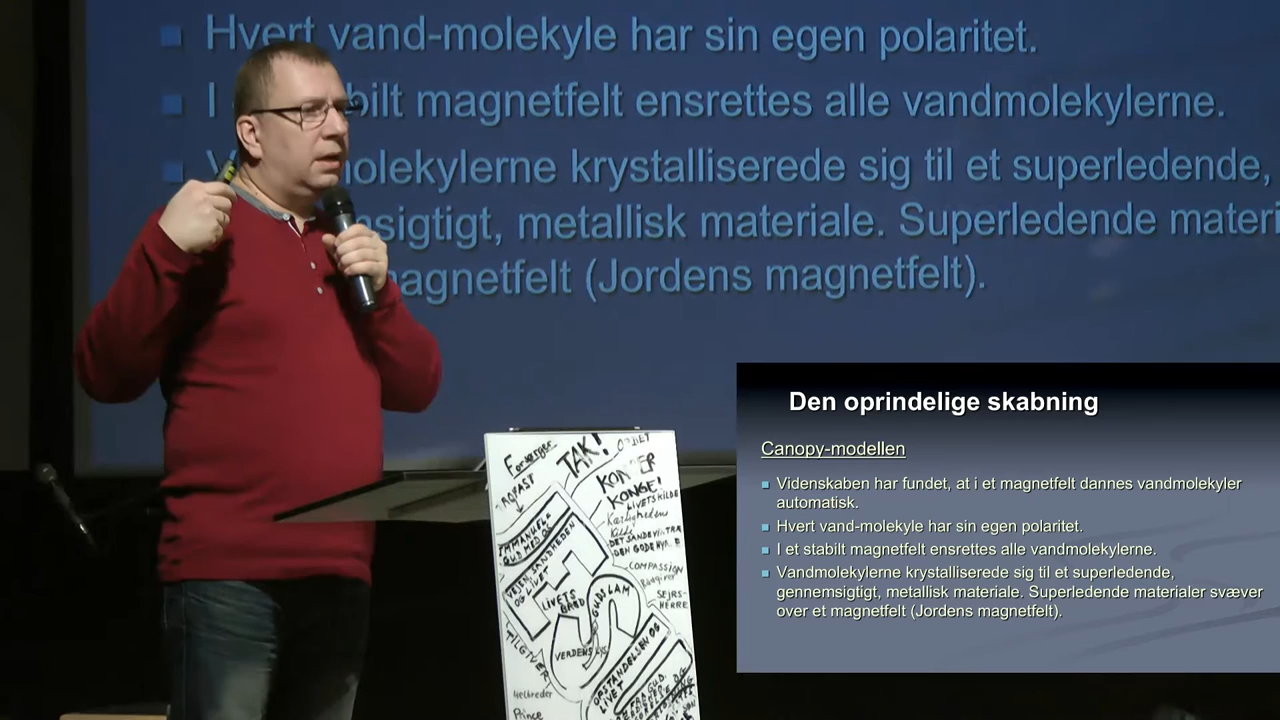 Hvert vand-molekyle har sin egen polaritet.
I bilt magnetfelt ensrettes alle vandmolekylerne.
olekylerne krystalliserede sig til et superledende,
sigtigt, metallisk materiale. Superledende materi
magnetfelt (Jordens magnetfelt).
Den oprindelige skabning
Canopy-modellen
Videnskaben har fundet, at i et magnetfelt dannes vandmolekyler
automatisk.
Hvert vand-molekyle har sin egen polaritet.
I et stabilt magnetfelt ensrettes alle vandmolekylerne.
Vandmolekylerne krystalliserede sig til et superledende,
gennemsigtigt, metallisk materiale. Superledende materialer svæver
over et magnetfelt (Jordens magnetfelt).
TAK!
KONGE!
LIVETS KILDE
Kærlighedens
COMPASSION
SEJRS-
HERRE
IMMANUEL=
GUD MED OS
VEJEN, SANDHEDEN
OG LIVET
LIVETS
BRØD
GUDS LAM
VERDENS LYS
TILGIVER
OPSTANDELSEN OG
LIVET
Helbreder
Prince